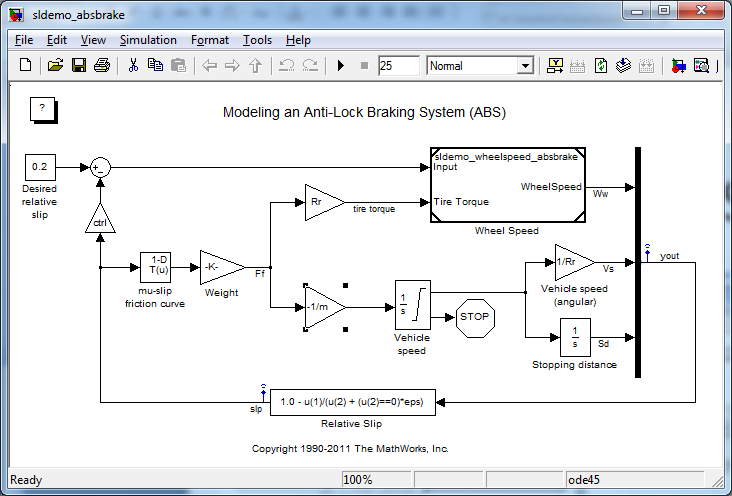 sldemo_absbrake
File Edit View Simulation Format Tools Help
25 Normal
?
Modeling an Anti-Lock Braking System (ABS)
0.2
Desired
relative
slip
+_
ctrl
sldemo_wheelspeed_absbrake
Input
WheelSpeed
Ww
Tire Torque
Wheel Speed
Rr
tire torque
1-D
T(u)
mu-slip
friction curve
-K-
Weight
Ff
-1/m
1
s
Vehicle
speed
STOP
1/Rr
Vs
Vehicle speed
(angular)
yout
1
s
Sd
Stopping distance
slp
1.0 - u(1)/(u(2) + (u(2)==0)*eps)
Relative Slip
Copyright 1990-2011 The MathWorks, Inc.
Ready 100% ode45